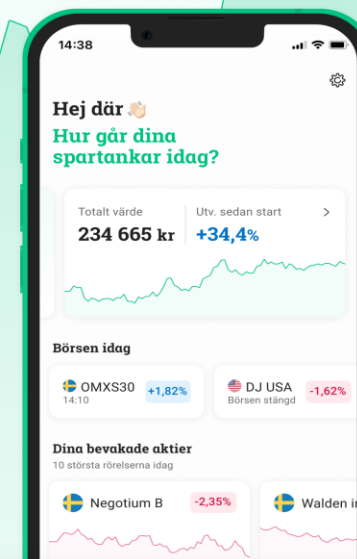 14:38
Hej där 👋🏻
Hur går dina
spartankar idag?
Totalt värde
Utv. sedan start
234 665 kr
+34,4%
Börsen idag
OMXS30
14:10
+1,82%
DJ USA
Börsen stängd
-1,62%
Dina bevakade aktier
10 största rörelserna idag
Negotium B
-2,35%
Walden in